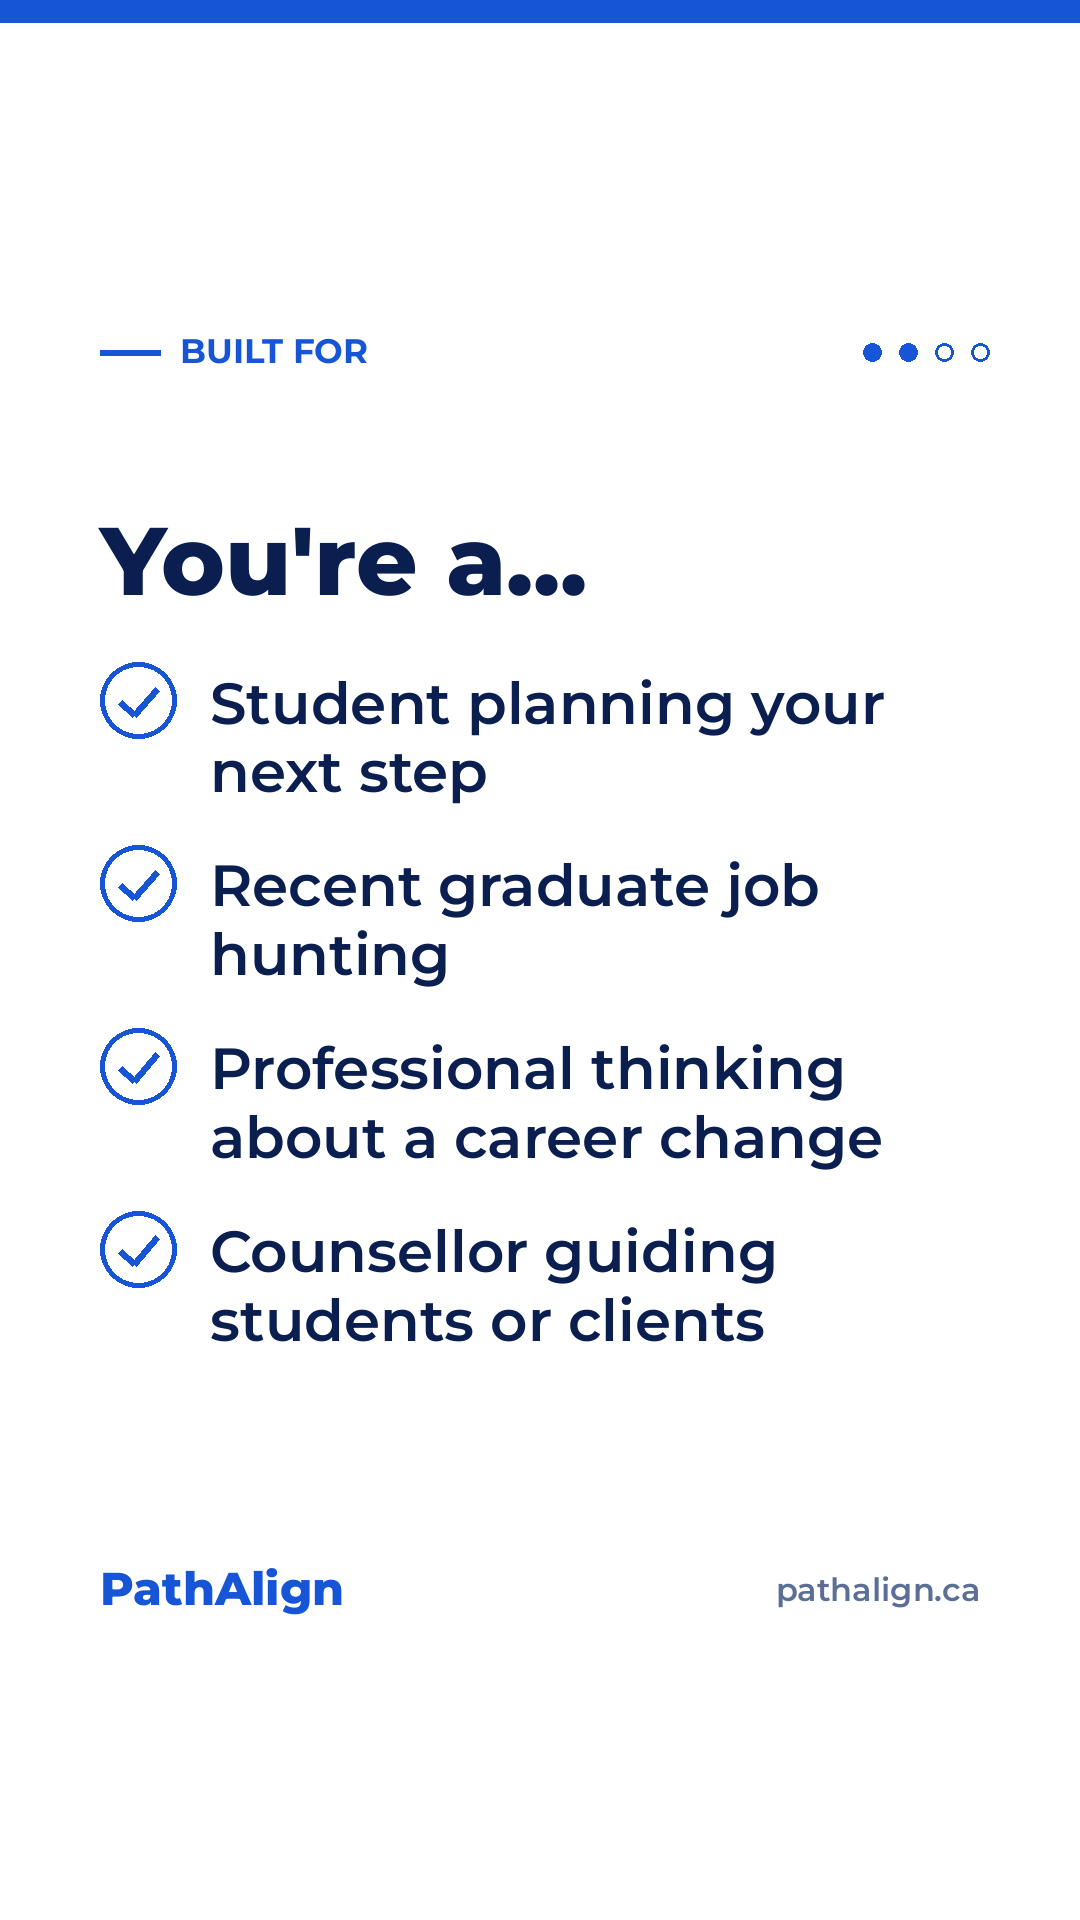 BUILT FOR
You're a...
Student planning your
next step
Recent graduate job
hunting
Professional thinking
about a career change
Counsellor guiding
students or clients
PathAlign
pathalign.ca